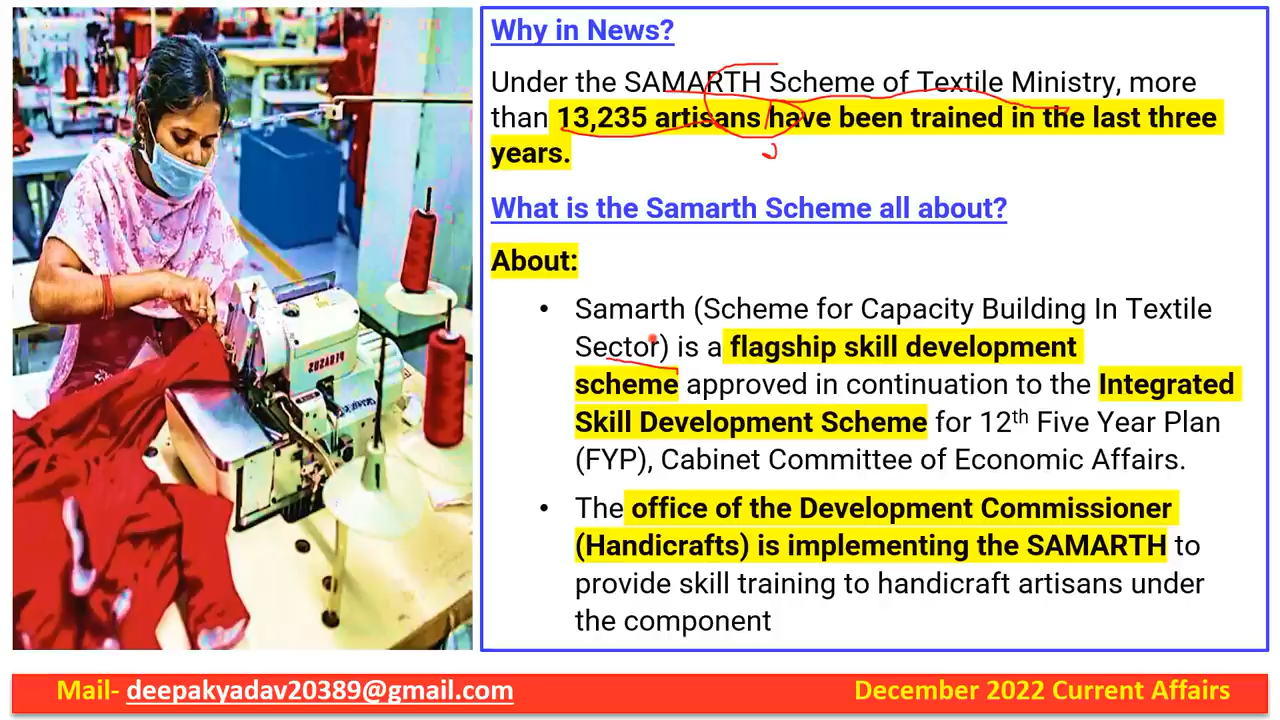 Why in News?
Under the SAMARTH Scheme of Textile Ministry, more
than 13,235 artisans have been trained in the last three
years.
What is the Samarth Scheme all about?
About:
• Samarth (Scheme for Capacity Building In Textile
Sector) is a flagship skill development
scheme approved in continuation to the Integrated
Skill Development Scheme for 12th Five Year Plan
(FYP), Cabinet Committee of Economic Affairs.
• The office of the Development Commissioner
(Handicrafts) is implementing the SAMARTH to
provide skill training to handicraft artisans under
the component
Mail- deepakyadav20389@gmail.com
December 2022 Current Affairs